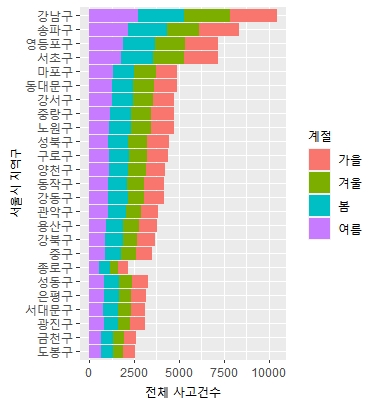 강남구
송파구
영등포구
서초구
마포구
동대문구
강서구
중랑구
노원구
성북구
구로구
양천구
동작구
강동구
관악구
용산구
강북구
중구
종로구
성동구
은평구
서대문구
광진구
금천구
도봉구
서울시 자역구
0 2500 5000 7500 10000
전체 사고건수
계절
가을
겨울
봄
여름